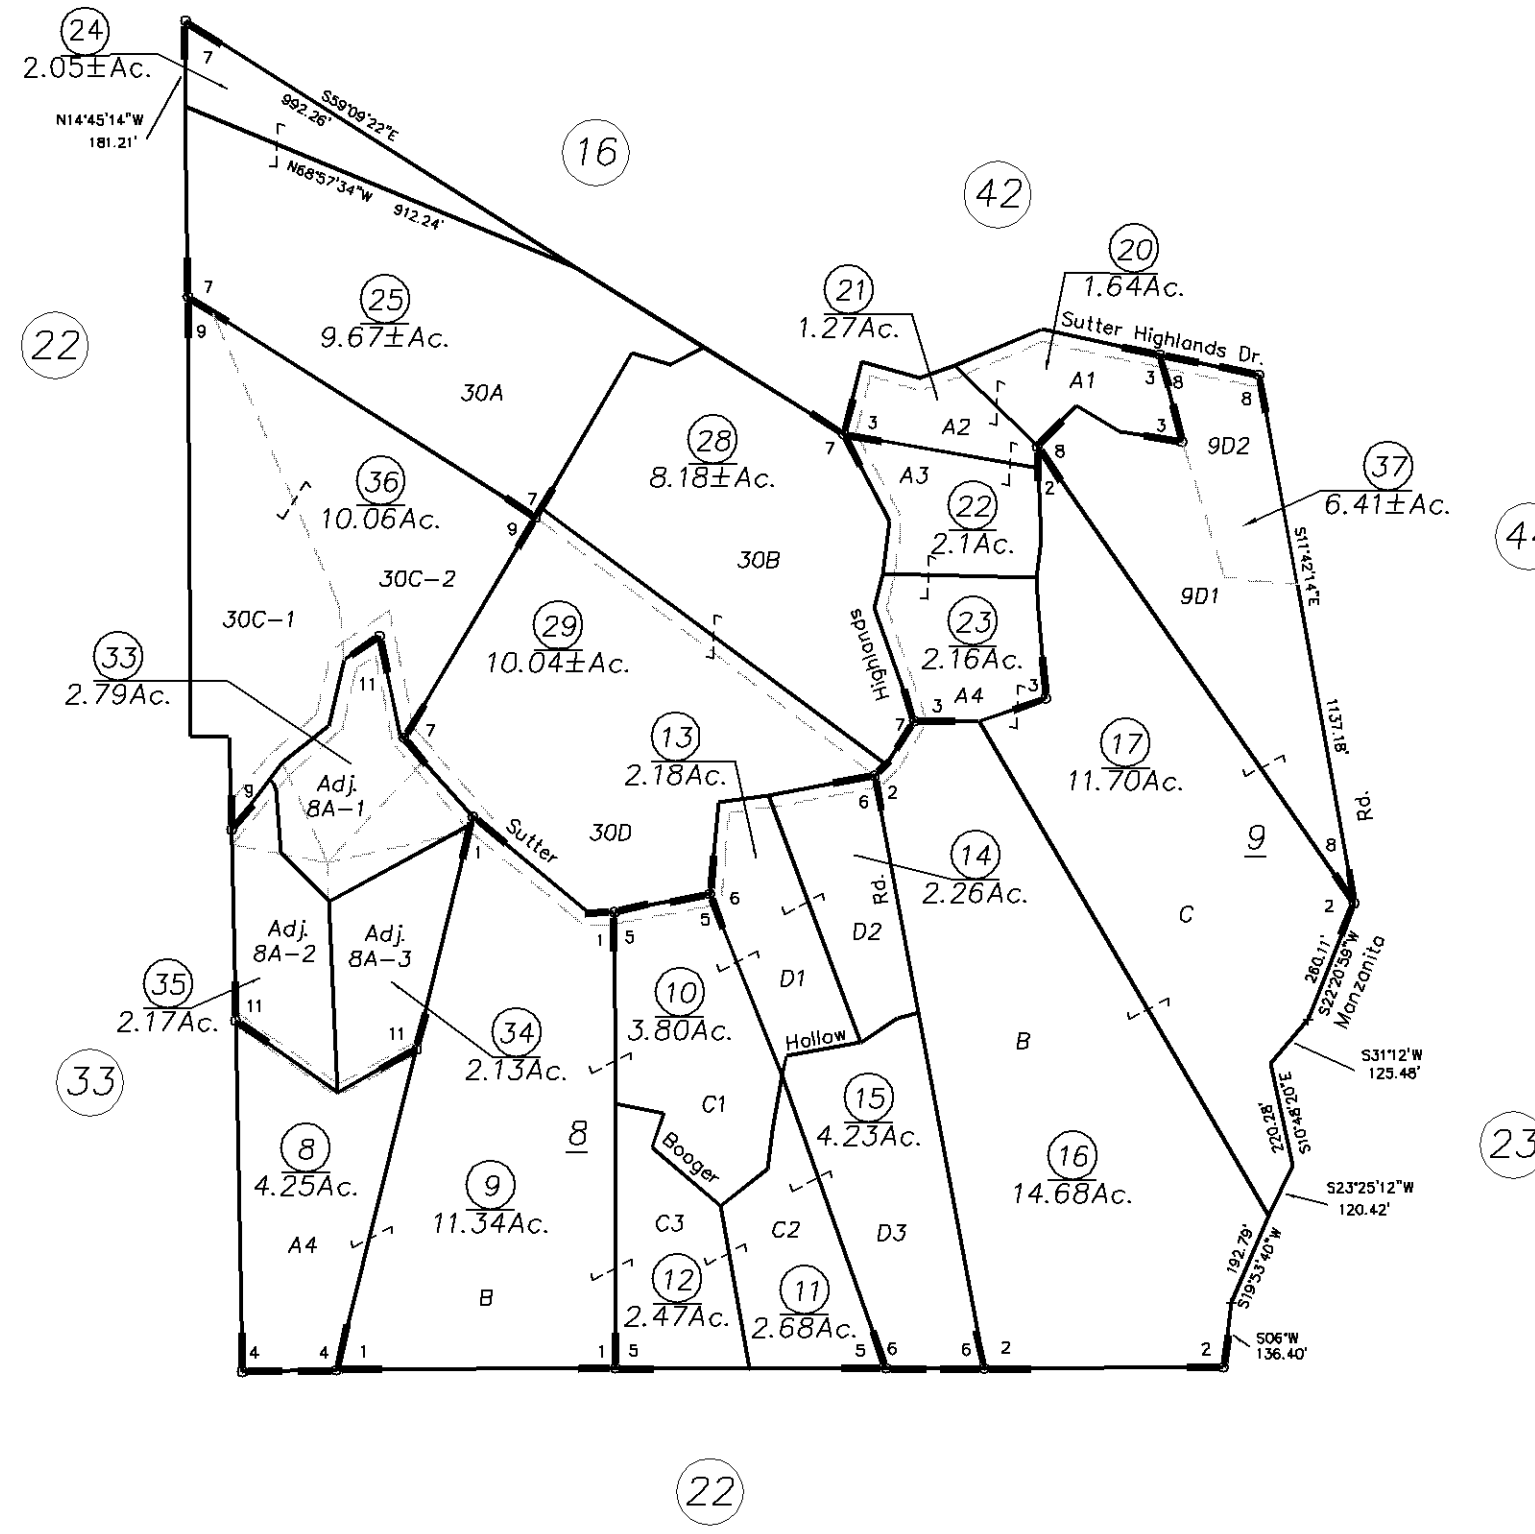 24
2.05±Ac.
7
N14°45'14"W
181.21'
S59°09'22"E
992.26'
N68°57'34"W
912.24'
16
42
22
7
9
25
9.67±Ac.
30A
21
1.27Ac.
20
1.64Ac.
Sutter Highlands Dr.
A1
3
8
8
3
A2
3
7
8
2
9D2
28
8.18±Ac.
30B
A3
22
2.1Ac.
37
6.41±Ac.
S11°42'14"E
1137.18'
9D1
36
10.06Ac.
7
9
30C-2
30C-1
29
10.04±Ac.
Highlands
23
2.16Ac.
A4
3
3
7
33
2.79Ac.
11
7
9
Adj.
8A-1
13
2.18Ac.
6
2
17
11.70Ac.
Rd.
9
8
2
Sutter
30D
1
14
2.26Ac.
Rd.
C
6
5
1
5
Adj.
8A-2
Adj.
8A-3
D2
D1
260.11'
S22°20'59"W
Manzanita
35
2.17Ac.
11
11
34
2.13Ac.
10
3.80Ac.
Hollow
B
S31°12'W
125.48'
33
220.28'
S10°48'20"E
C1
15
4.23Ac.
8
Booger
8
4.25Ac.
9
11.34Ac.
16
14.68Ac.
23
S23°25'12"W
120.42'
A4
C3
C2
D3
192.79'
S19°53'40"W
B
12
2.47Ac.
11
2.68Ac.
S06°W
136.40'
4
4
1
1
5
5
6
6
2
2
22